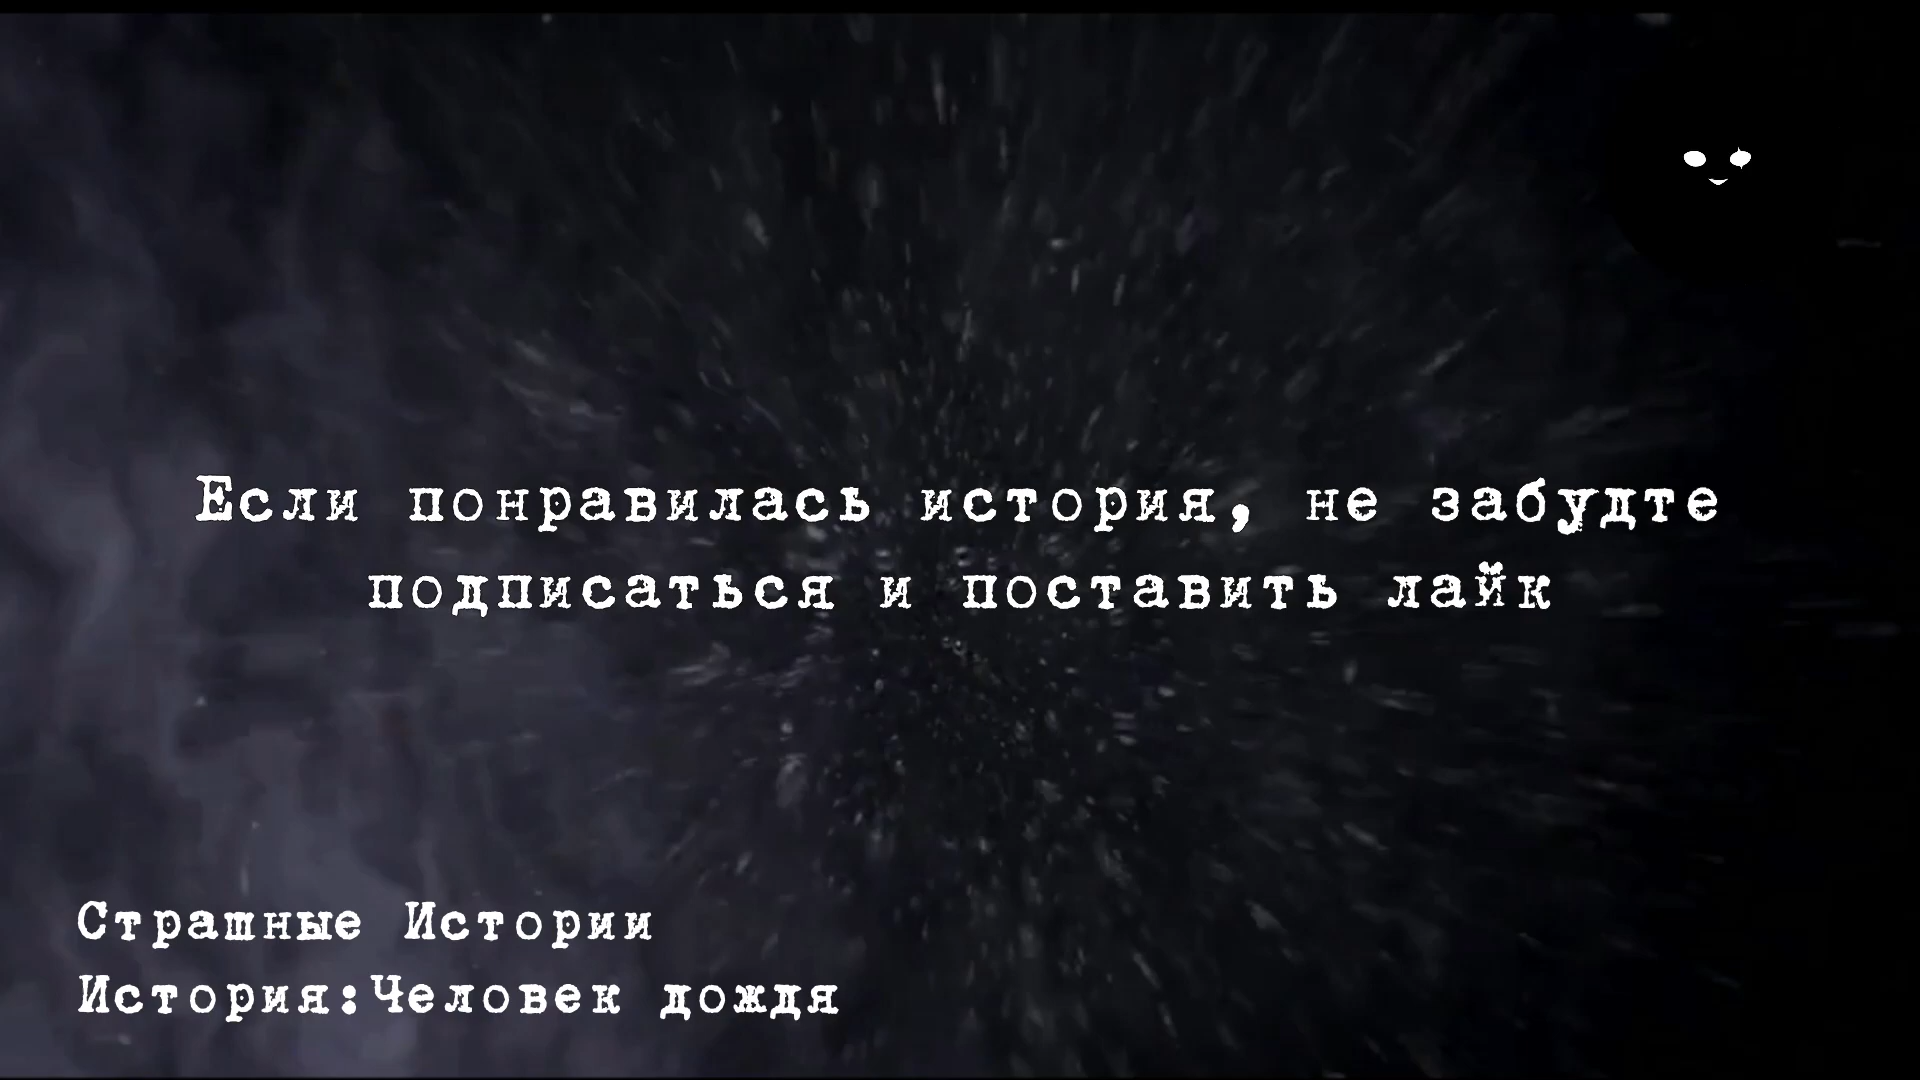 Если понравилась история, не забудте
подписаться и поставить лайк
Страшные Истории
История:Человек дождя